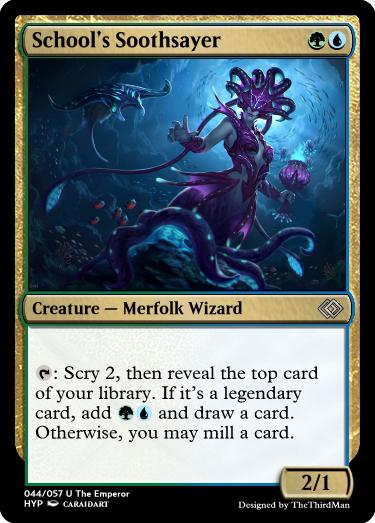 School's Soothsayer
Creature — Merfolk Wizard
: Scry 2, then reveal the top card
of your library. If it's a legendary
card, add and draw a card.
Otherwise, you may mill a card.
2/1
044/057 U The Emperor
HYP CARAIDART
Designed by TheThirdMan